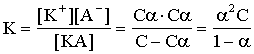 K = [K⁺][A⁻] / [KA] = Cα · Cα / C − Cα = α²C / 1 − α